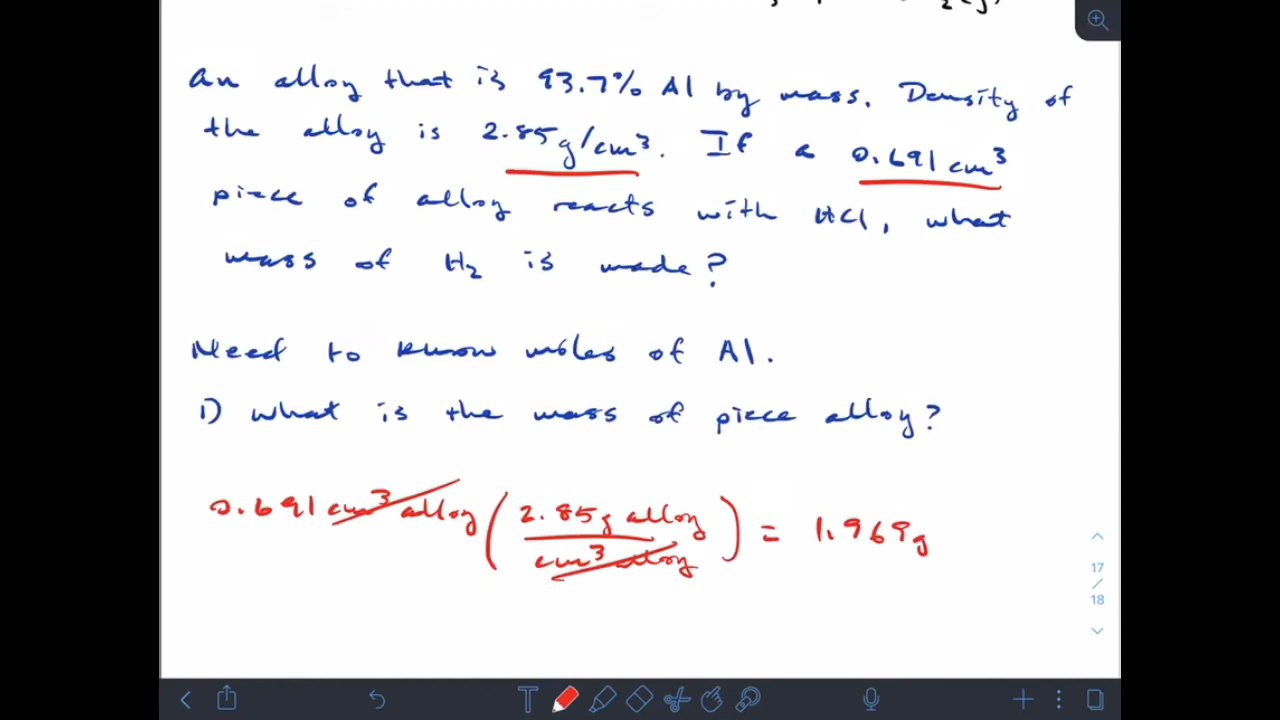 An alloy that is 93.7% Al by mass. Density of
the alloy is 2.85g/cm³. If a 0.691 cm³
piece of alloy reacts with HCl, what
mass of H₂ is made?
Need to know moles of Al.
1) What is the mass of piece alloy?
0.691 cm³ alloy (2.85g alloy / cm³ alloy) = 1.969g
17
/
18
T